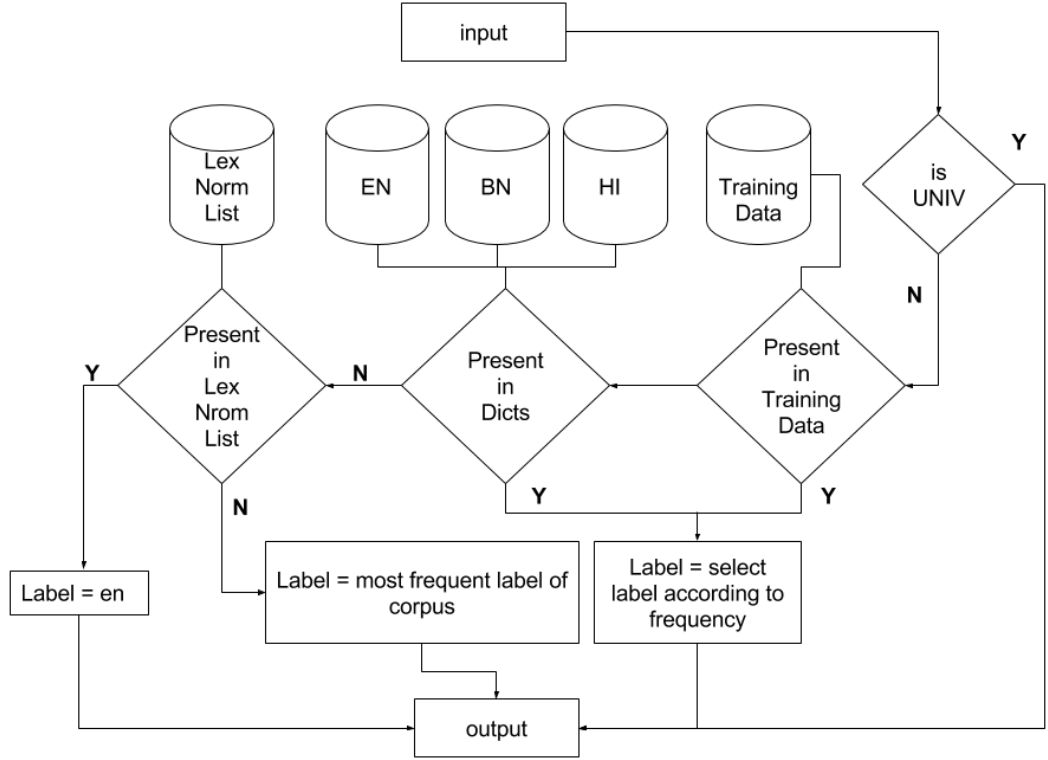 input
Lex
Norm
List
EN
BN
HI
Training
Data
is
UNIV
Y
N
Present
in
Lex
Nrom
List
Present
in
Dicts
Present
in
Training
Data
Y
N
N
Y
Y
Label = en
Label = most frequent label of
corpus
Label = select
label according to
frequency
output